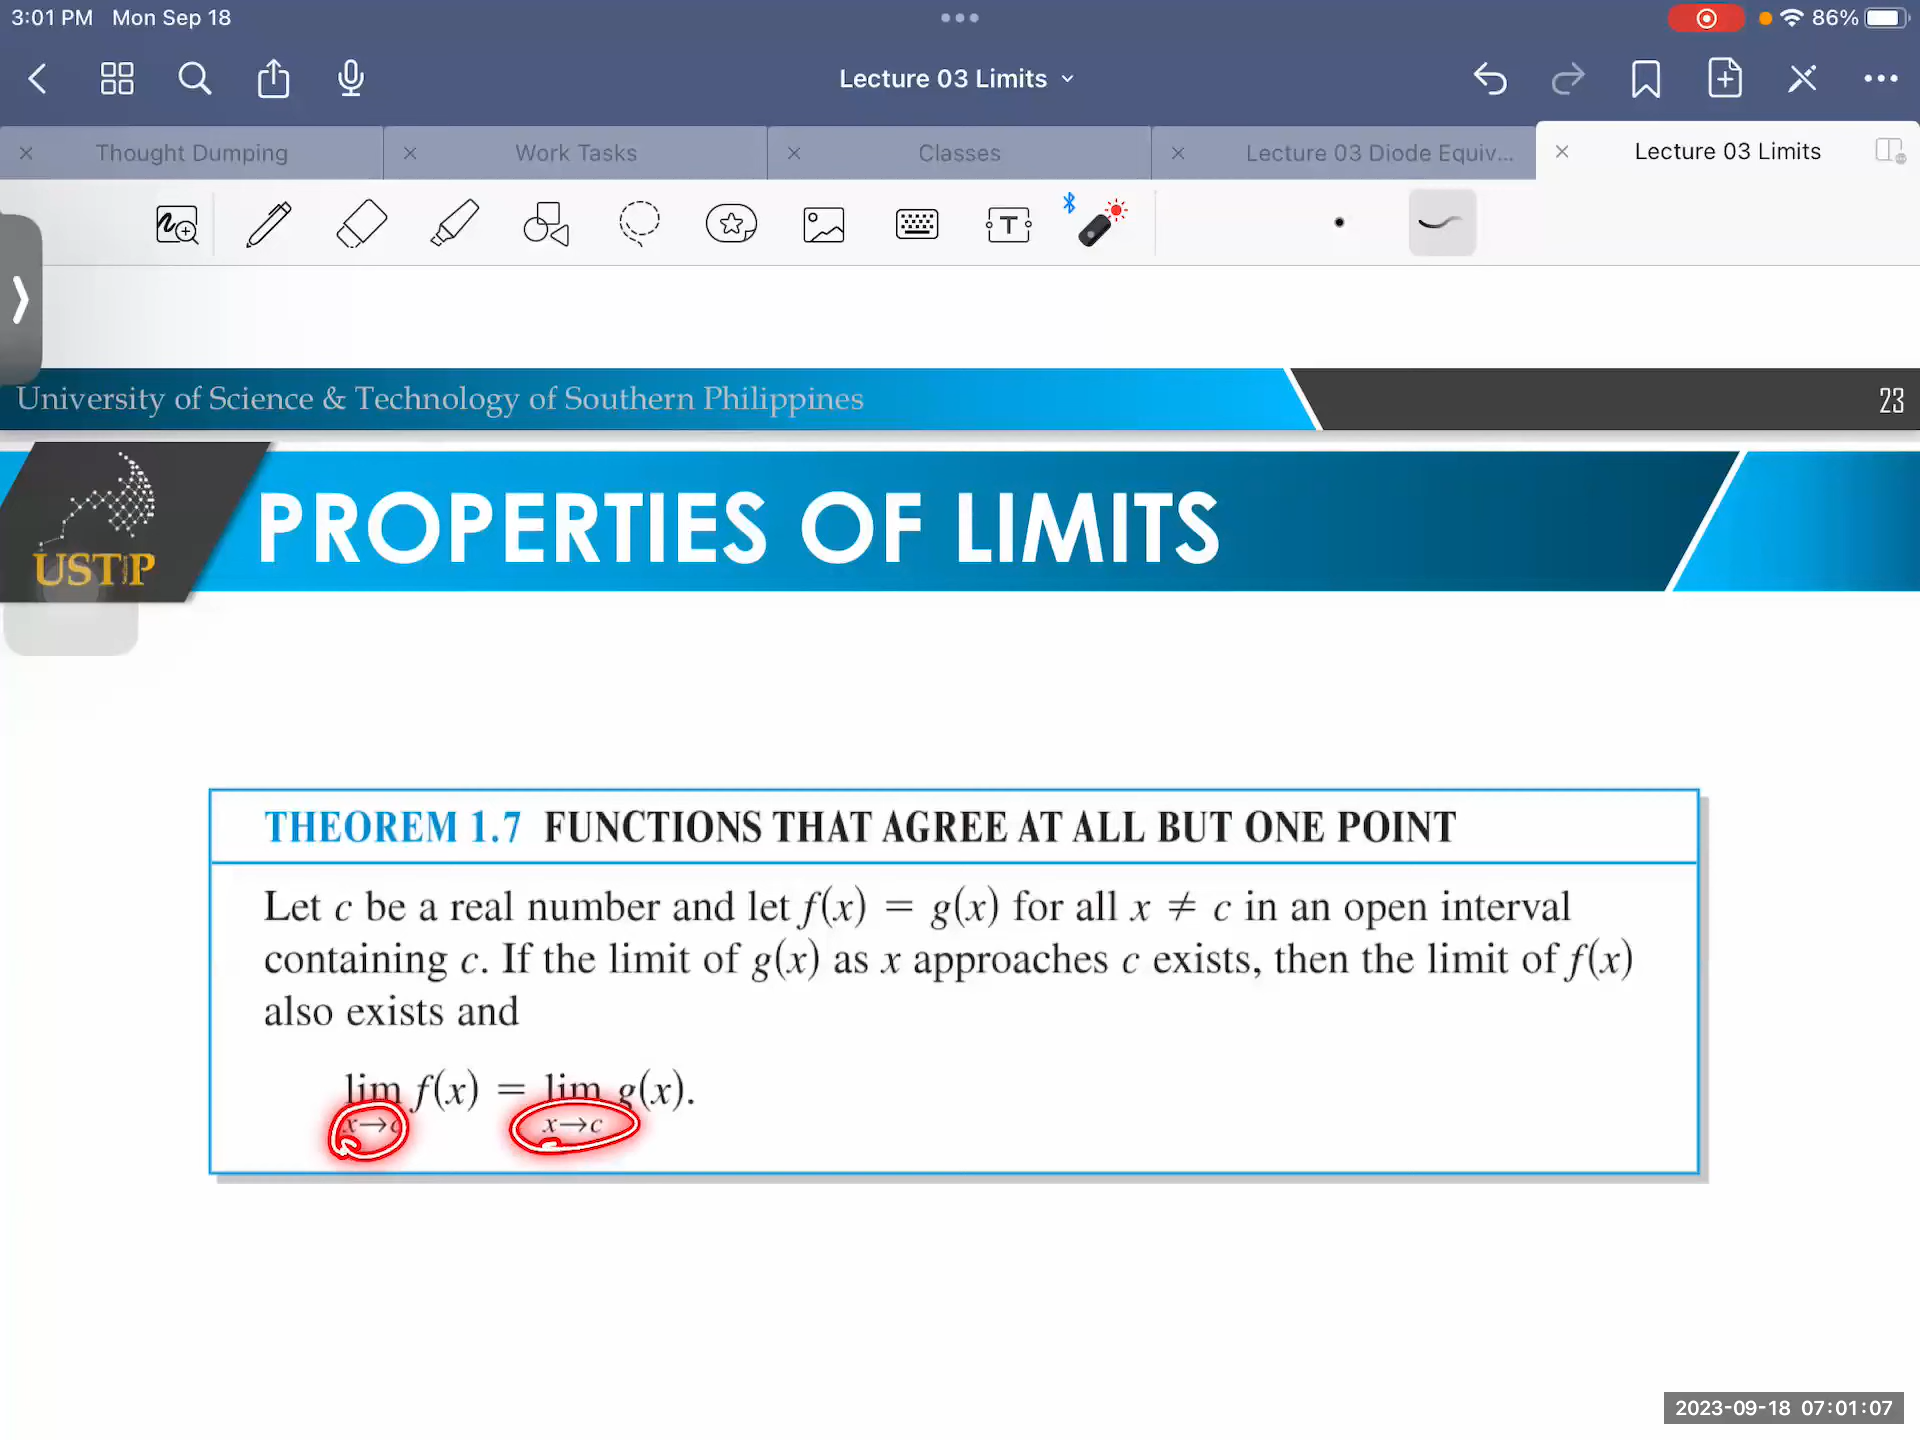 3:01 PM Mon Sep 18
86%
Lecture 03 Limits
Thought Dumping
Work Tasks
Classes
Lecture 03 Diode Equiv...
Lecture 03 Limits
T
University of Science & Technology of Southern Philippines
23
USTP
PROPERTIES OF LIMITS
THEOREM 1.7 FUNCTIONS THAT AGREE AT ALL BUT ONE POINT
Let c be a real number and let f(x) = g(x) for all x ≠ c in an open interval
containing c. If the limit of g(x) as x approaches c exists, then the limit of f(x)
also exists and
lim f(x) = lim g(x).
x→c x→c
2023-09-18 07:01:07